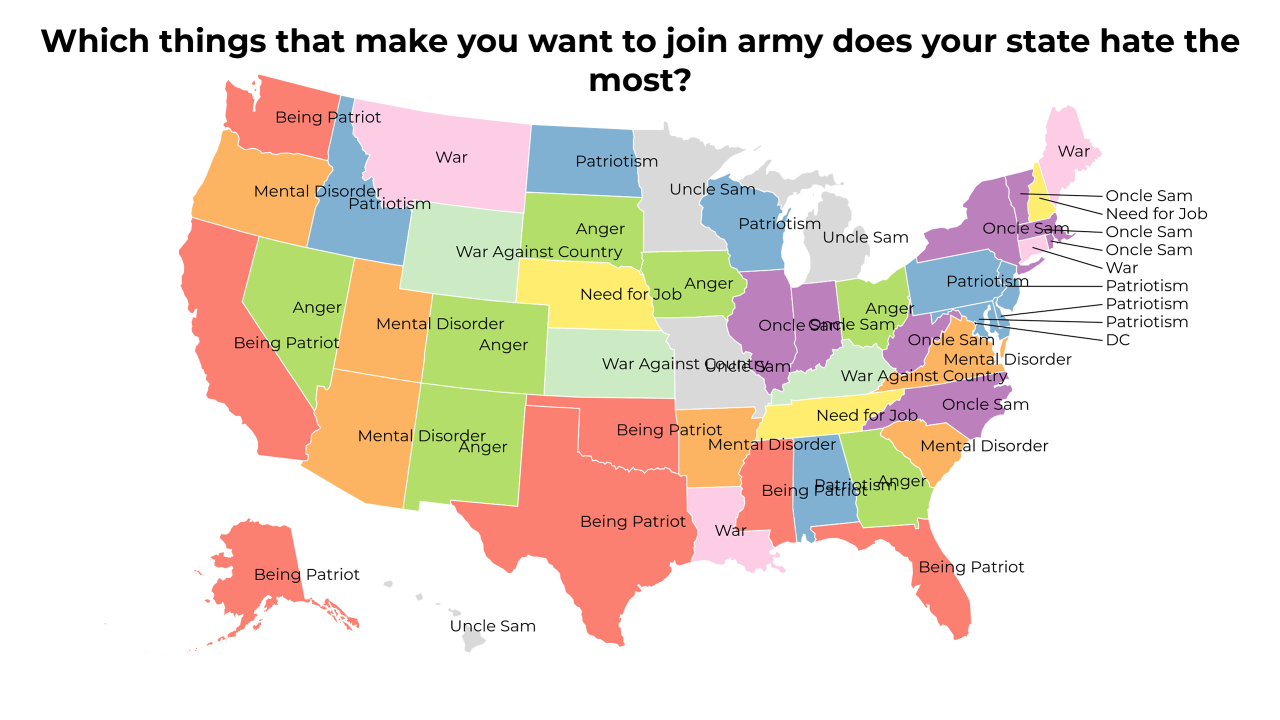 Which things that make you want to join army does your state hate the
most?
Being Patriot
War
Patriotism
War
Uncle Sam
Mental Disorder
Uncle Sam
Oncle Sam
Patriotism
Need for Job
Patriotism
Anger
Oncle Sam
Oncle Sam
Uncle Sam
Oncle Sam
War Against Country
War
Patriotism
Anger
Patriotism
Need for Job
Patriotism
Anger
Anger
Patriotism
Mental Disorder
Oncle Sam
Oncle Sam
DC
Being Patriot
Anger
Oncle Sam
Mental Disorder
War Against Country
Uncle Sam
War Against Country
Oncle Sam
Need for Job
Being Patriot
Mental Disorder
Anger
Mental Disorder
Mental Disorder
Anger
Patriotism
Being Patriot
Being Patriot
War
Being Patriot
Being Patriot
Uncle Sam